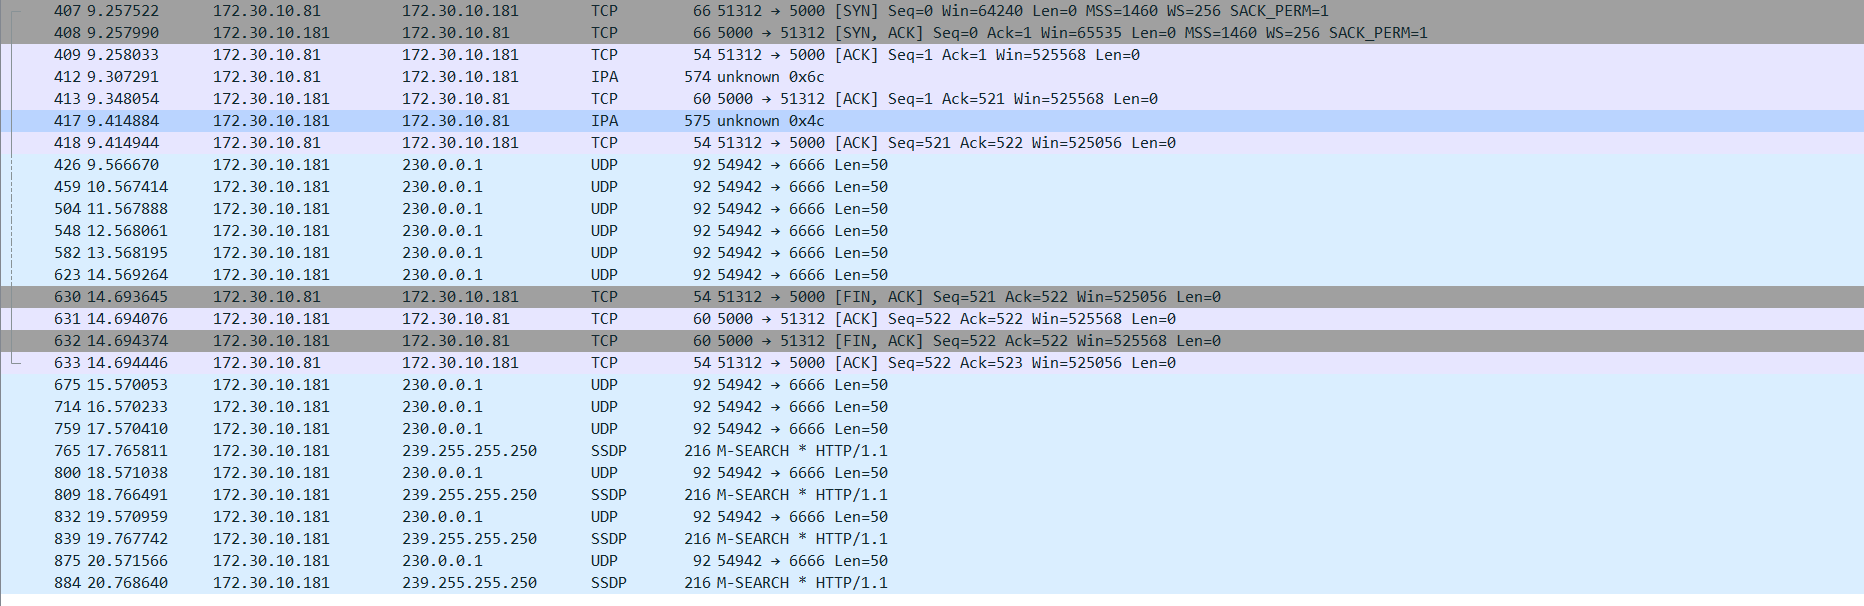 407 9.257522 172.30.10.81 172.30.10.181 TCP 66 51312 → 5000 [SYN] Seq=0 Win=64240 Len=0 MSS=1460 WS=256 SACK_PERM=1
408 9.257990 172.30.10.181 172.30.10.81 TCP 66 5000 → 51312 [SYN, ACK] Seq=0 Ack=1 Win=65535 Len=0 MSS=1460 WS=256 SACK_PERM=1
409 9.258033 172.30.10.81 172.30.10.181 TCP 54 51312 → 5000 [ACK] Seq=1 Ack=1 Win=525568 Len=0
412 9.307291 172.30.10.81 172.30.10.181 IPA 574 unknown 0x6c
413 9.348054 172.30.10.181 172.30.10.81 TCP 60 5000 → 51312 [ACK] Seq=1 Ack=521 Win=525568 Len=0
417 9.414884 172.30.10.181 172.30.10.81 IPA 575 unknown 0x4c
418 9.414944 172.30.10.81 172.30.10.181 TCP 54 51312 → 5000 [ACK] Seq=521 Ack=522 Win=525056 Len=0
426 9.566670 172.30.10.181 230.0.0.1 UDP 92 54942 → 6666 Len=50
459 10.567414 172.30.10.181 230.0.0.1 UDP 92 54942 → 6666 Len=50
504 11.567888 172.30.10.181 230.0.0.1 UDP 92 54942 → 6666 Len=50
548 12.568061 172.30.10.181 230.0.0.1 UDP 92 54942 → 6666 Len=50
582 13.568195 172.30.10.181 230.0.0.1 UDP 92 54942 → 6666 Len=50
623 14.569264 172.30.10.181 230.0.0.1 UDP 92 54942 → 6666 Len=50
630 14.693645 172.30.10.81 172.30.10.181 TCP 54 51312 → 5000 [FIN, ACK] Seq=521 Ack=522 Win=525056 Len=0
631 14.694076 172.30.10.181 172.30.10.81 TCP 60 5000 → 51312 [ACK] Seq=522 Ack=522 Win=525568 Len=0
632 14.694374 172.30.10.181 172.30.10.81 TCP 60 5000 → 51312 [FIN, ACK] Seq=522 Ack=522 Win=525568 Len=0
633 14.694446 172.30.10.81 172.30.10.181 TCP 54 51312 → 5000 [ACK] Seq=522 Ack=523 Win=525056 Len=0
675 15.570053 172.30.10.181 230.0.0.1 UDP 92 54942 → 6666 Len=50
714 16.570233 172.30.10.181 230.0.0.1 UDP 92 54942 → 6666 Len=50
759 17.570410 172.30.10.181 230.0.0.1 UDP 92 54942 → 6666 Len=50
765 17.765811 172.30.10.181 239.255.255.250 SSDP 216 M-SEARCH * HTTP/1.1
800 18.571038 172.30.10.181 230.0.0.1 UDP 92 54942 → 6666 Len=50
809 18.766491 172.30.10.181 239.255.255.250 SSDP 216 M-SEARCH * HTTP/1.1
832 19.570959 172.30.10.181 230.0.0.1 UDP 92 54942 → 6666 Len=50
839 19.767742 172.30.10.181 239.255.255.250 SSDP 216 M-SEARCH * HTTP/1.1
875 20.571566 172.30.10.181 230.0.0.1 UDP 92 54942 → 6666 Len=50
884 20.768640 172.30.10.181 239.255.255.250 SSDP 216 M-SEARCH * HTTP/1.1